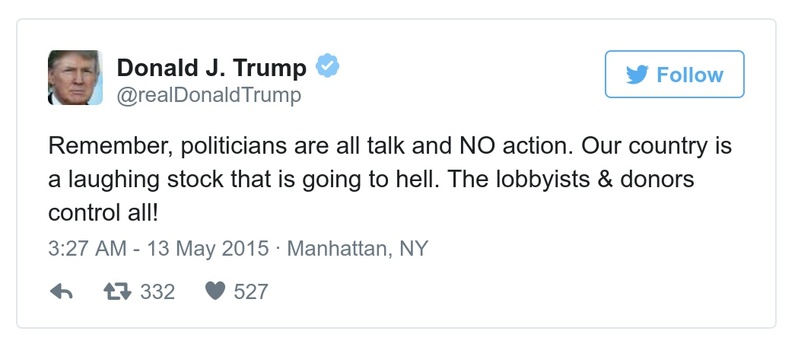 Donald J. Trump
@realDonaldTrump
Follow
Remember, politicians are all talk and NO action. Our country is
a laughing stock that is going to hell. The lobbyists & donors
control all!
3:27 AM - 13 May 2015 · Manhattan, NY
332 527